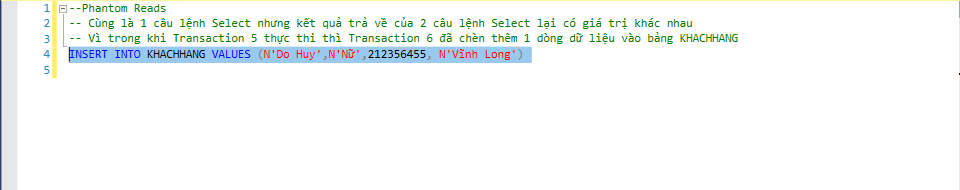 1 --Phantom Reads
2 -- Cùng là 1 câu lệnh Select nhưng kết quả trả về của 2 câu lệnh Select lại có giá trị khác nhau
3 -- Vì trong khi Transaction 5 thực thi thì Transaction 6 đã chèn thêm 1 dòng dữ liệu vào bảng KHACHHANG
4 INSERT INTO KHACHHANG VALUES (N'Do Huy',N'Nữ',212356455, N'Vĩnh Long')
5